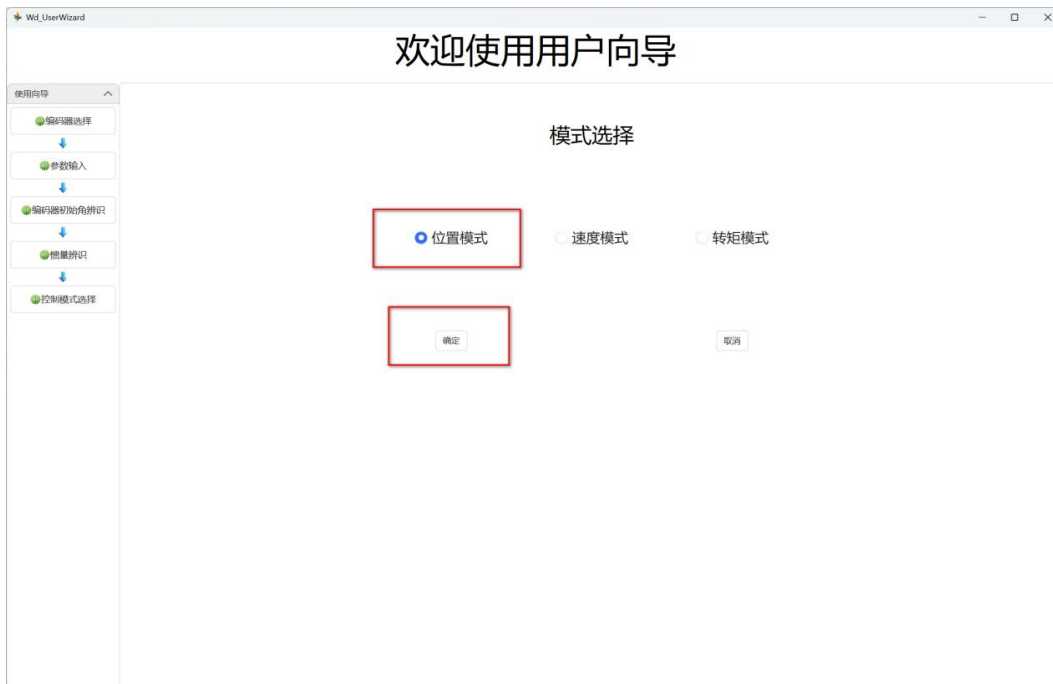 Wd_UserWizard
欢迎使用用户向导
使用向导
编码器选择
参数输入
编码器初始角辨识
惯量辨识
控制模式选择
模式选择
位置模式 速度模式 转矩模式
确定 取消